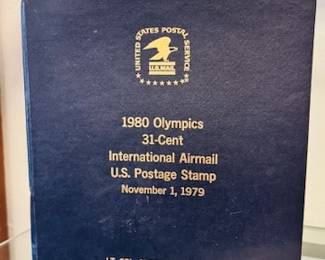 UNITED STATES POSTAL SERVICE
U.S.MAIL
1980 Olympics
31-Cent
International Airmail
U.S. Postage Stamp
November 1, 1979